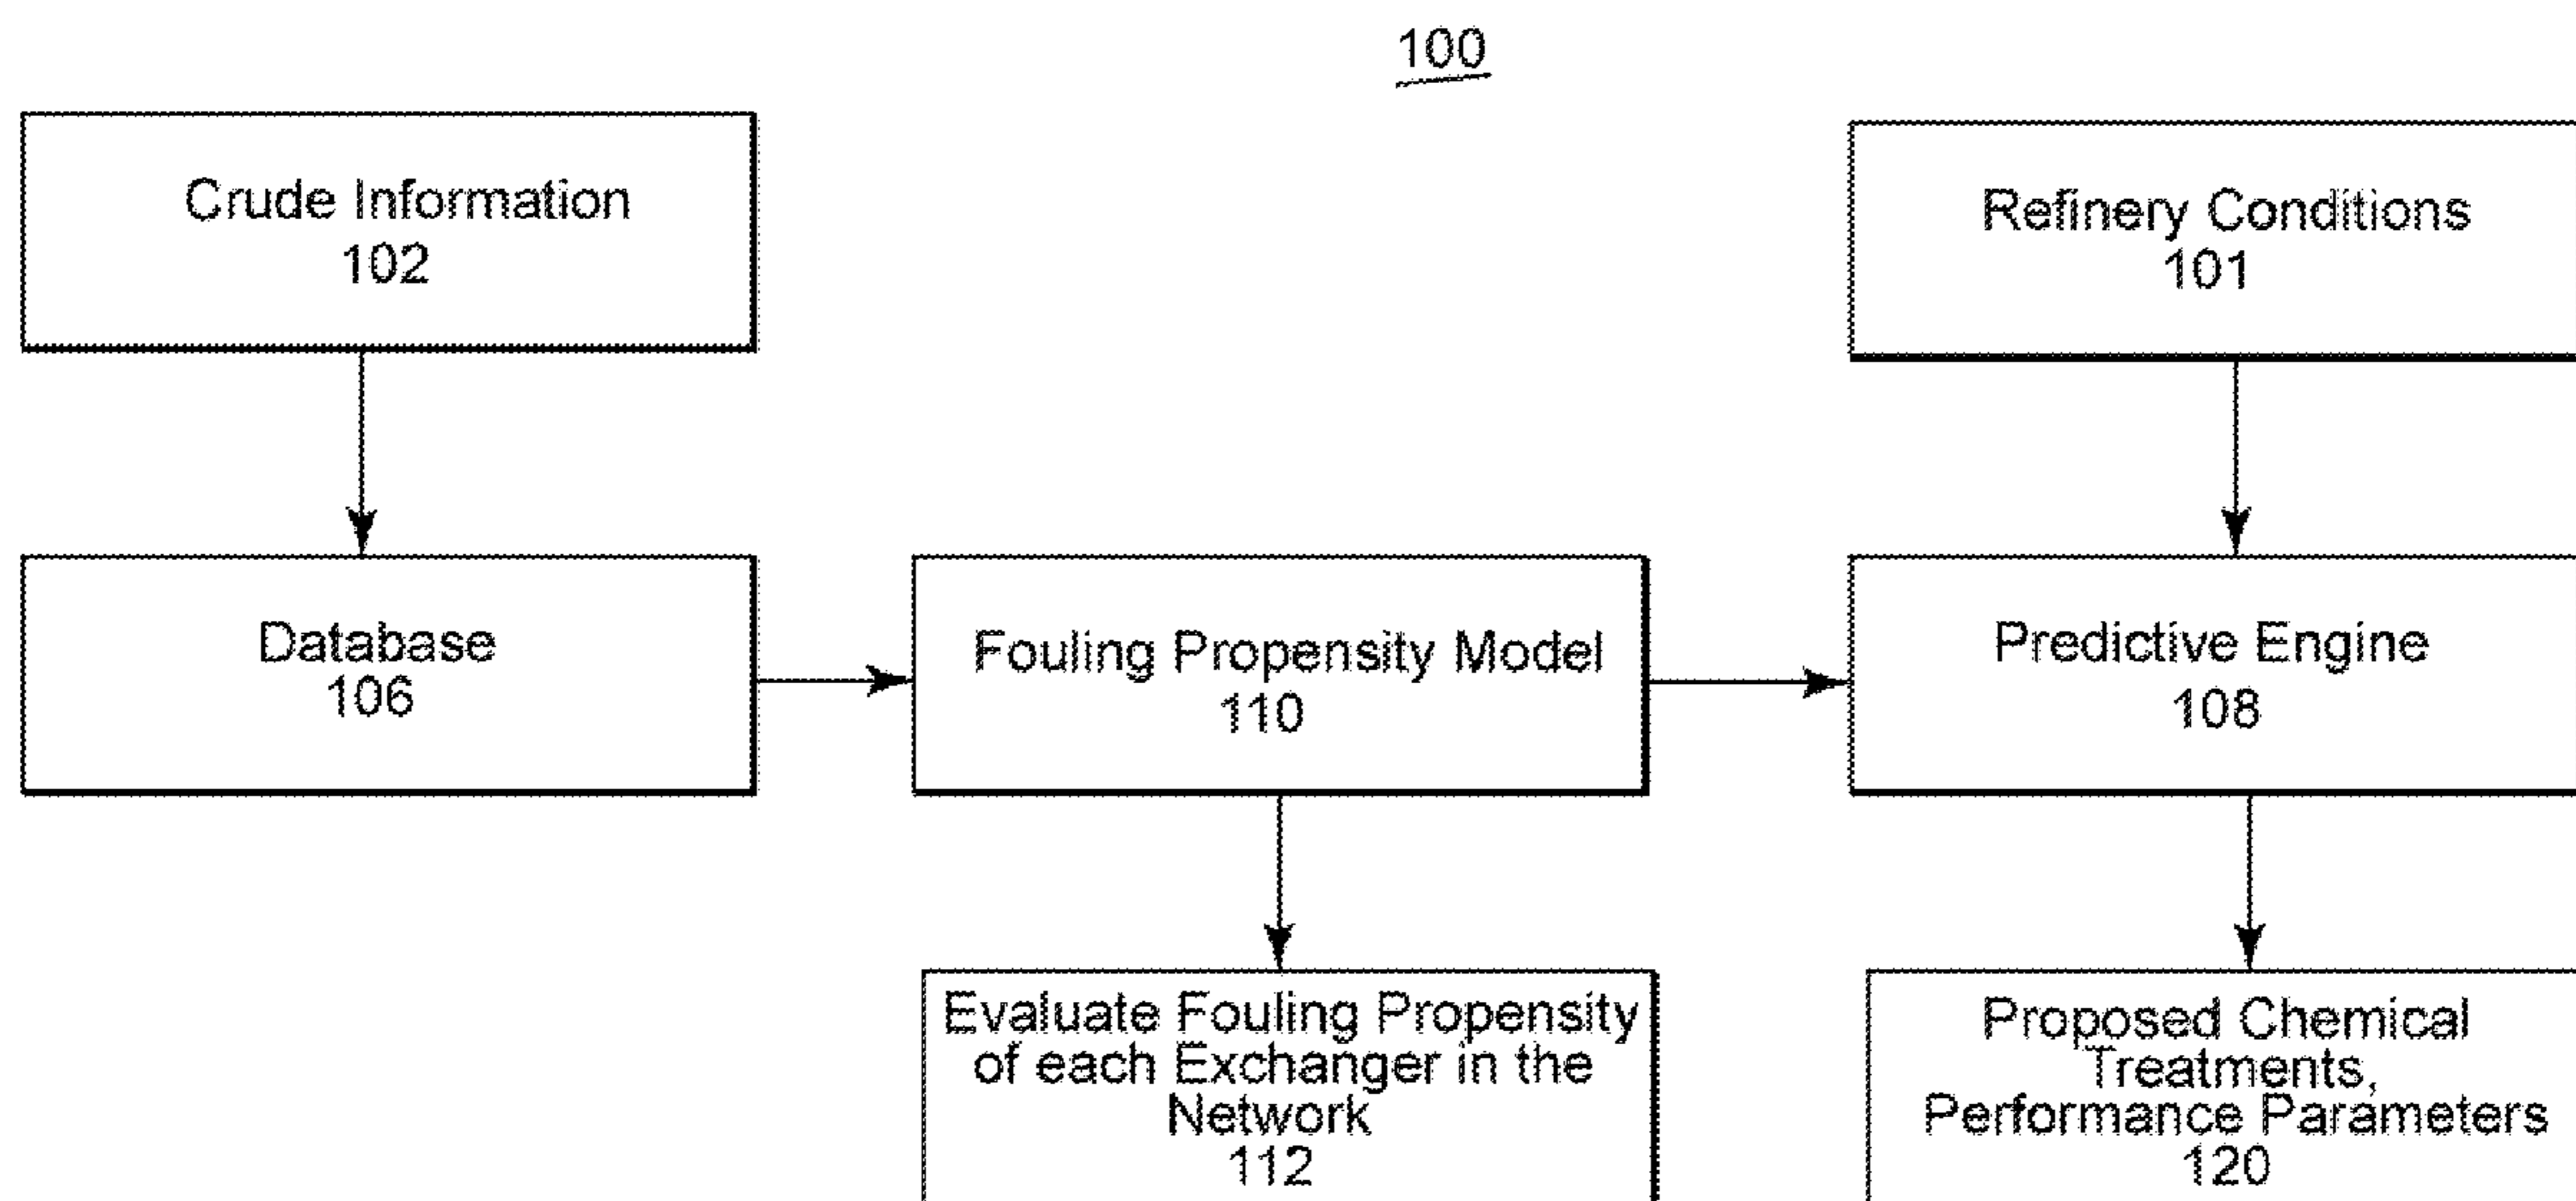 100
Crude Information
102
Refinery Conditions
101
Database
106
Fouling Propensity Model
110
Predictive Engine
108
Evaluate Fouling Propensity
of each Exchanger in the
Network
112
Proposed Chemical
Treatments,
Performance Parameters
120